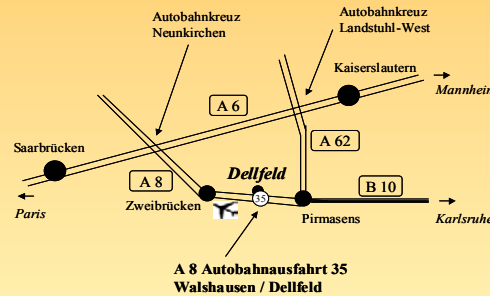 Autobahnkreuz
Neunkirchen
Autobahnkreuz
Landstuhl-West
Kaiserslautern
Mannheim
A 6
A 62
Saarbrücken
A 8
Dellfeld
B 10
Paris
Zweibrücken
35
Pirmasens
Karlsruhe
A 8 Autobahnausfahrt 35
Walshausen / Dellfeld